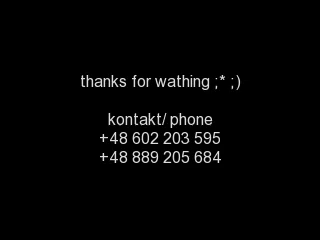 thanks for wathing ;* ;)
kontakt/ phone
+48 602 203 595
+48 889 205 684